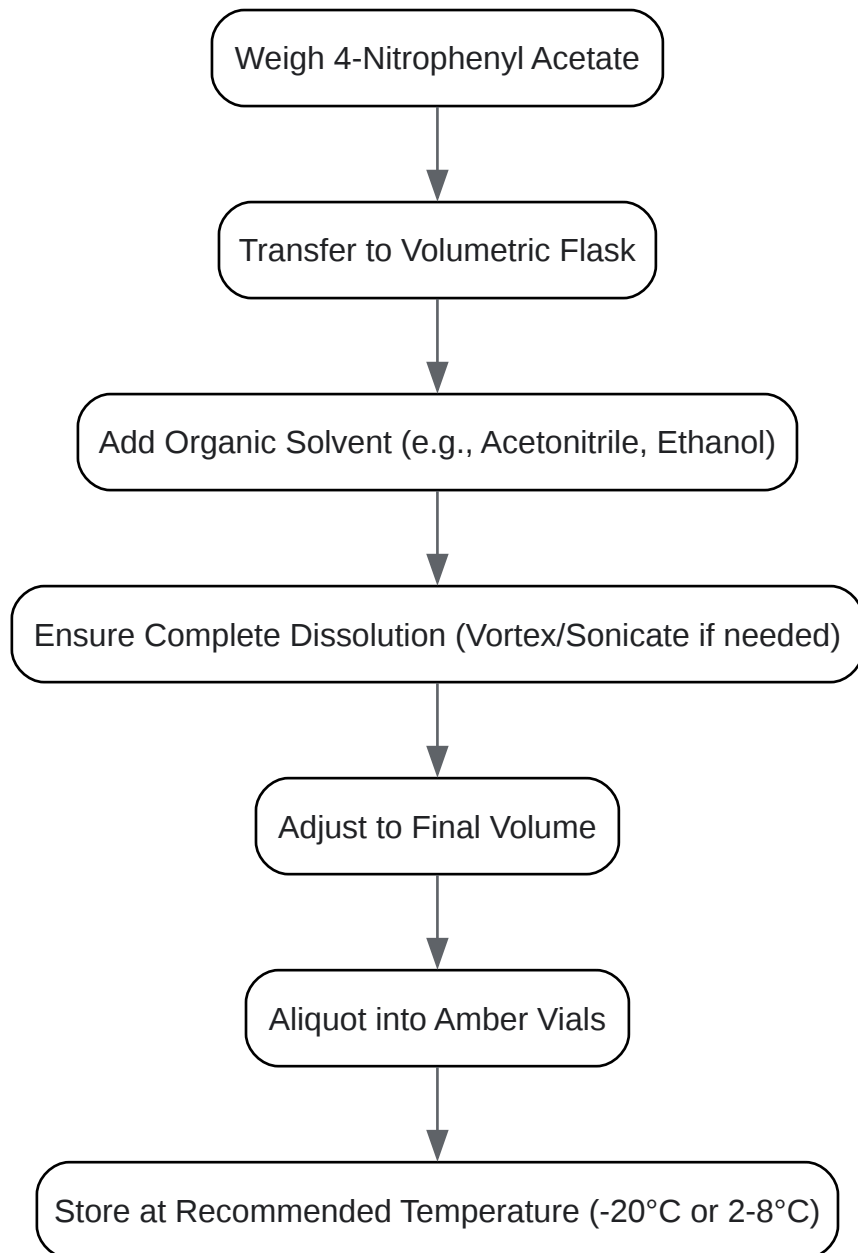 Weigh 4-Nitrophenyl Acetate
Transfer to Volumetric Flask
Add Organic Solvent (e.g., Acetonitrile, Ethanol)
Ensure Complete Dissolution (Vortex/Sonicate if needed)
Adjust to Final Volume
Aliquot into Amber Vials
Store at Recommended Temperature (-20°C or 2-8°C)